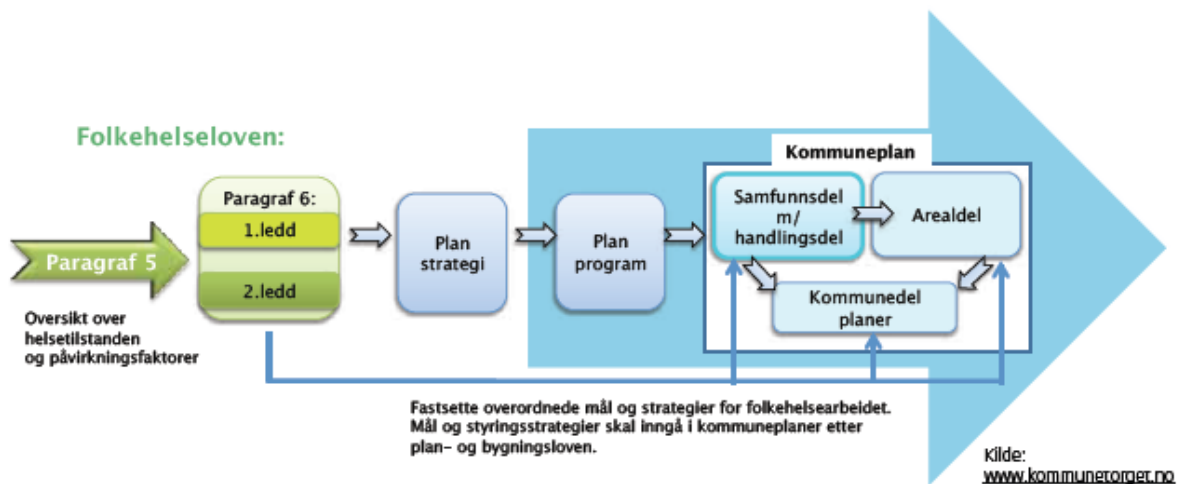 Folkehelseloven:
Paragraf 5
Oversikt over
helsetilstanden
og påvirkningsfaktorer
Paragraf 6:
1.ledd
2.ledd
Plan
strategi
Plan
program
Kommuneplan
Samfunnsdel
m/
handlingsdel
Arealdel
Kommunedel
planer
Fastsette overordnede mål og strategier for folkehelsearbeidet.
Mål og styringsstrategier skal inngå i kommuneplaner etter
plan- og bygningsloven.
Kilde:
www.kommunetorget.no